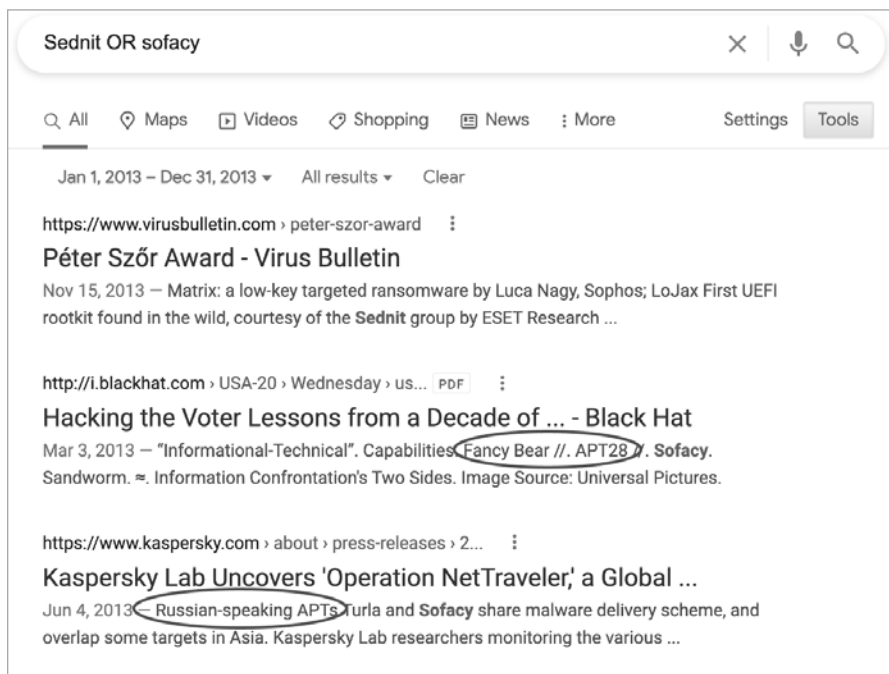 Sednit OR sofacy
All Maps Videos Shopping News More Settings Tools
Jan 1, 2013 – Dec 31, 2013 All results Clear
https://www.virusbulletin.com › peter-szor-award
Péter Szőr Award - Virus Bulletin
Nov 15, 2013 — Matrix: a low-key targeted ransomware by Luca Nagy, Sophos; LoJax First UEFI
rootkit found in the wild, courtesy of the Sednit group by ESET Research ...
http://i.blackhat.com › USA-20 › Wednesday › us... PDF
Hacking the Voter Lessons from a Decade of ... - Black Hat
Mar 3, 2013 — “Informational-Technical”. Capabilities Fancy Bear //. APT28 //. Sofacy.
Sandworm. ≈. Information Confrontation's Two Sides. Image Source: Universal Pictures.
https://www.kaspersky.com › about › press-releases › 2...
Kaspersky Lab Uncovers 'Operation NetTraveler,' a Global ...
Jun 4, 2013 — Russian-speaking APTs Turla and Sofacy share malware delivery scheme, and
overlap some targets in Asia. Kaspersky Lab researchers monitoring the various ...